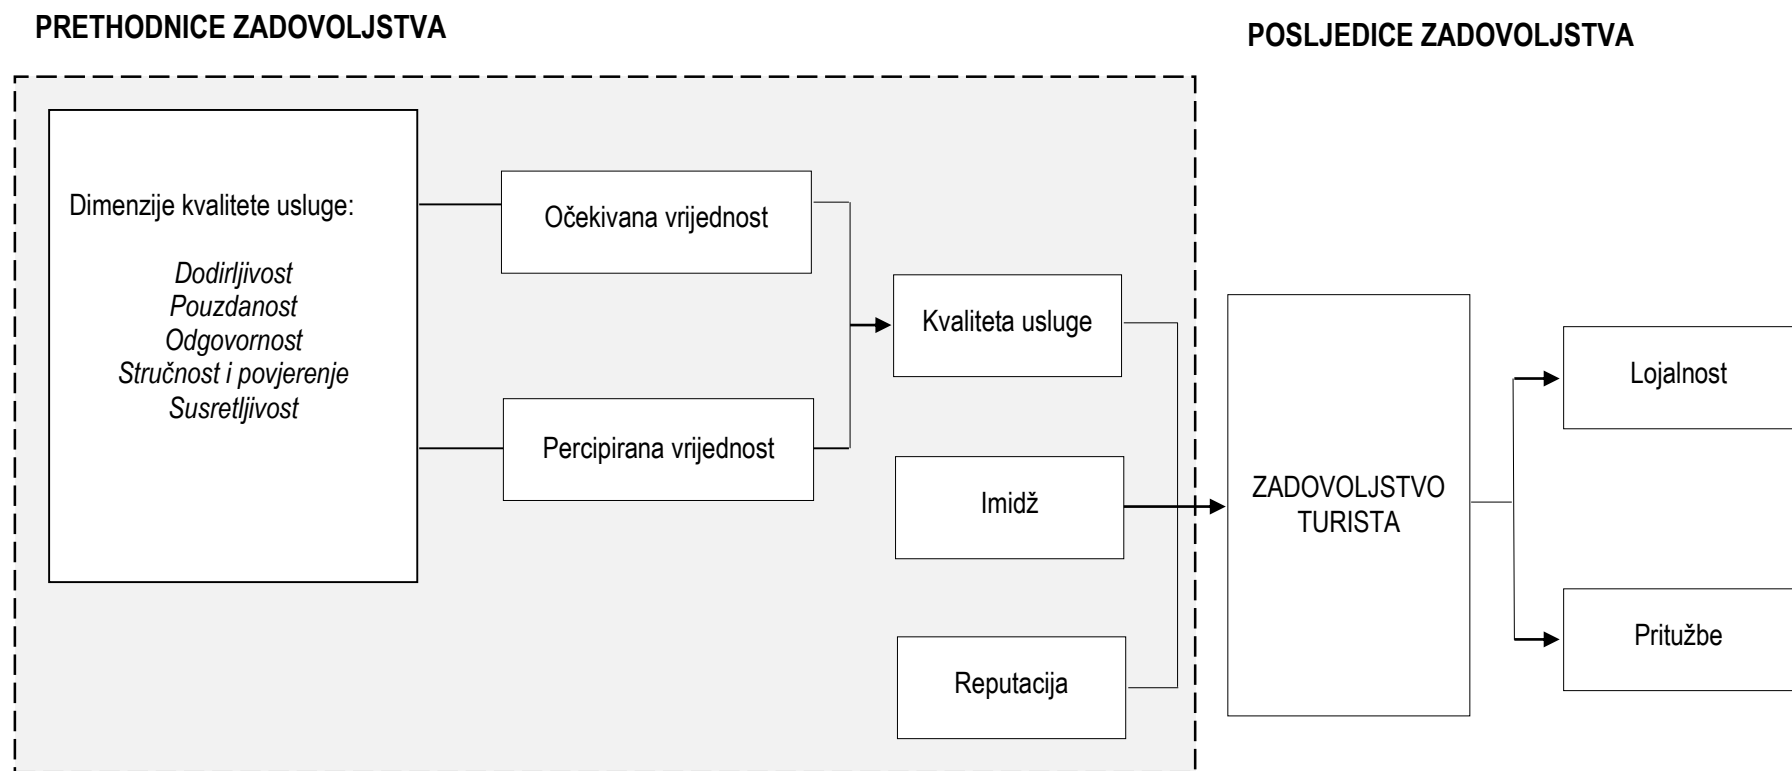 PRETHODNICE ZADOVOLJSTVA
POSLJEDICE ZADOVOLJSTVA
Dimenzije kvalitete usluge:
Dodirljivost
Pouzdanost
Odgovornost
Stručnost i povjerenje
Susretljivost
Očekivana vrijednost
Percipirana vrijednost
Kvaliteta usluge
Imidž
Reputacija
ZADOVOLJSTVO
TURISTA
Lojalnost
Pritužbe